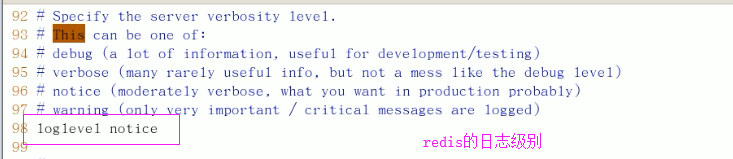 92 # Specify the server verbosity level.
93 # This can be one of:
94 # debug (a lot of information, useful for development/testing)
95 # verbose (many rarely useful info, but not a mess like the debug level)
96 # notice (moderately verbose, what you want in production probably)
97 # warning (only very important / critical messages are logged)
98 loglevel notice
99
redis的日志级别